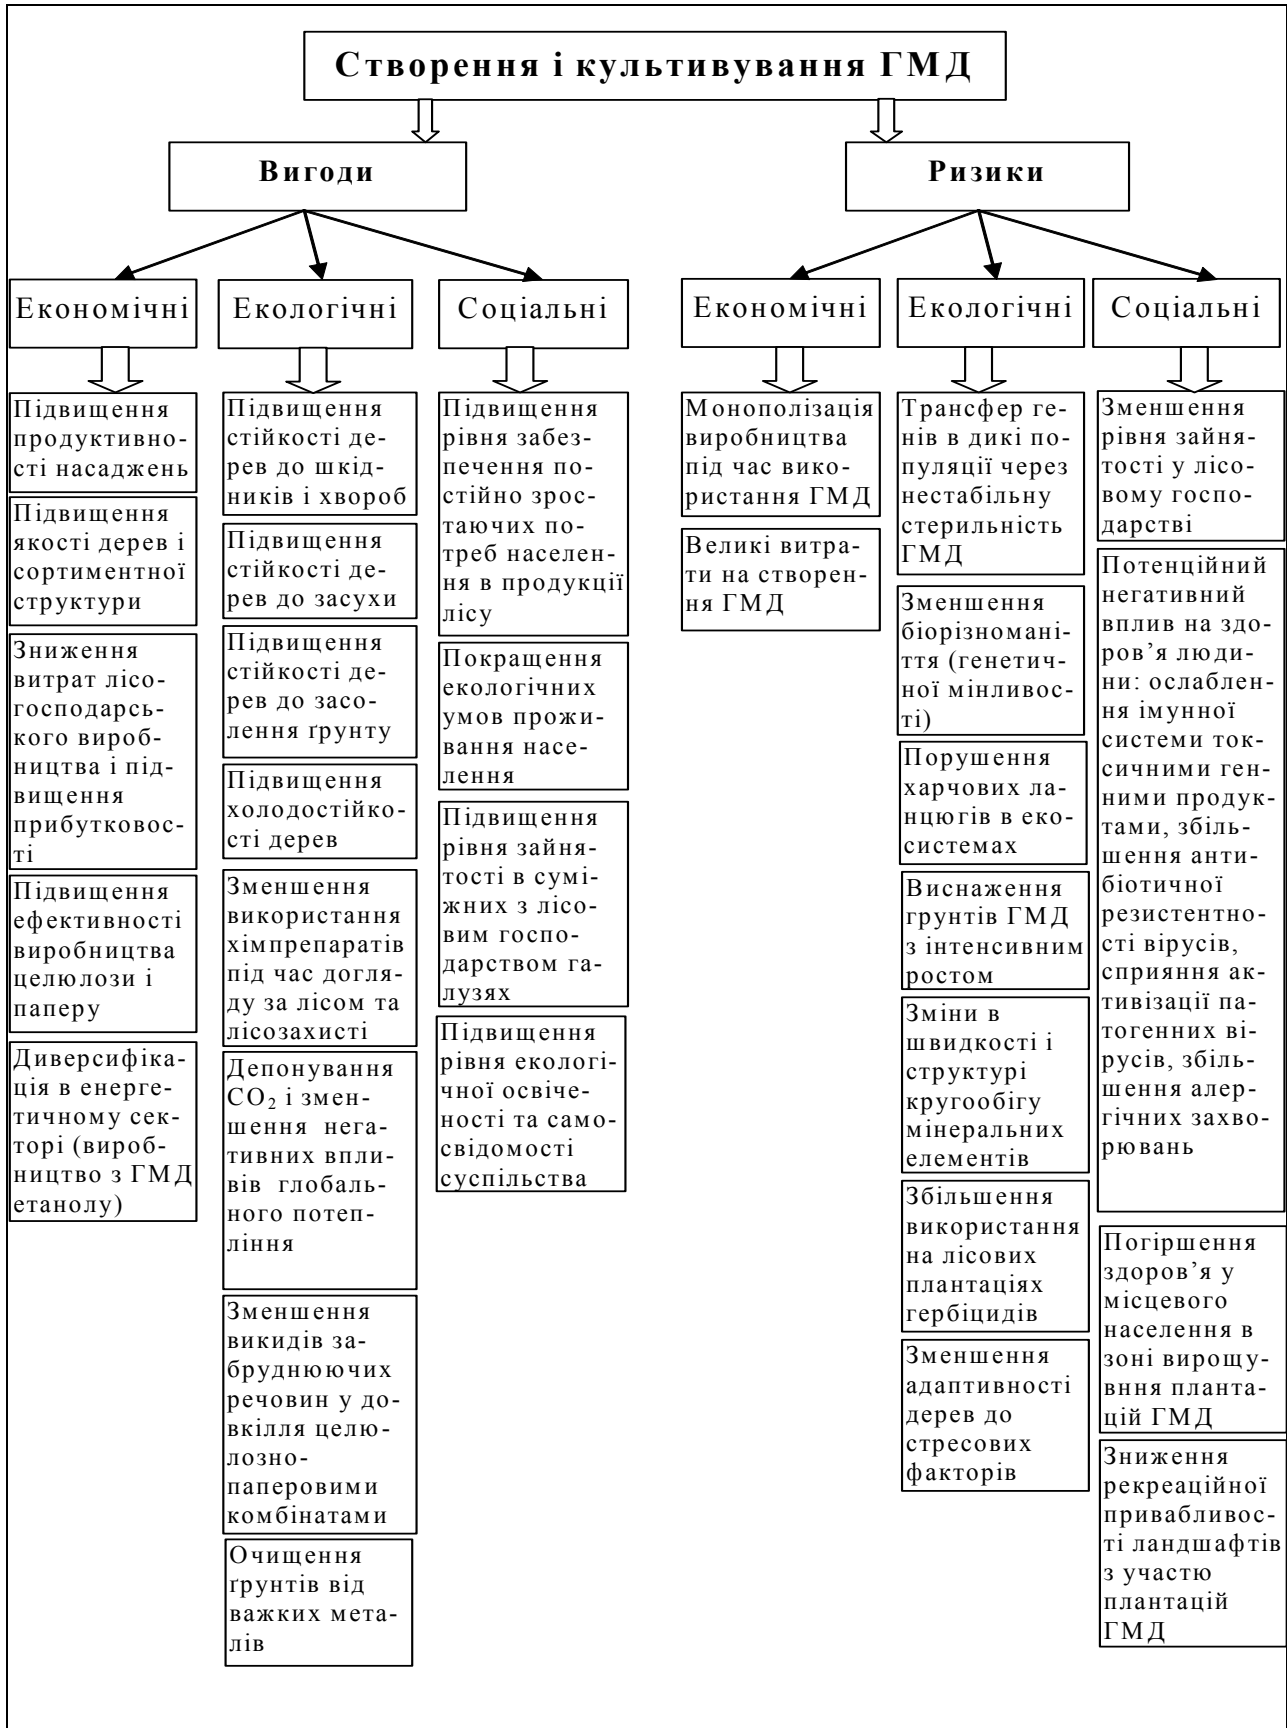 Створення і культивування ГМД
Вигоди
Ризики
Економічні
Екологічні
Соціальні
Економічні
Екологічні
Соціальні
Підвищення
продуктивно-
сті насаджень
Підвищення
якості дерев і
сортиментної
структури
Зниження
витрат лісо-
господарсь-
кого вироб-
ництва і під-
вищення
прибутковос-
ті
Підвищення
ефективності
виробництва
целюлози і
паперу
Диверсифіка-
ція в енерге-
тичному сек-
торі (вироб-
ництво з ГМД
етанолу)
Підвищення
стійкості де-
рев до шкід-
ників і хвороб
Підвищення
стійкості де-
рев до засухи
Підвищення
стійкості де-
рев до засо-
лення ґрунту
Підвищення
холодостійко-
сті дерев
Зменшення
використання
хімпрепаратів
під час догля-
ду за лісом та
лісозахисті
Депонування
CO₂ і змен-
шення нега-
тивних впли-
вів глобаль-
ного потеп-
ління
Зменшення
викидів за-
бруднюючих
речовин у до-
вкілля целю-
лозно-
паперовими
комбінатами
Очищення
ґрунтів від
важких мета-
лів
Підвищення
рівня забез-
печення по-
стійно зрос-
таючих по-
треб населен-
ня в продукції
лісу
Покращення
екологічних
умов прожи-
вання насе-
лення
Підвищення
рівня зайня-
тості в сумі-
жних з лісо-
вим госпо-
дарством га-
лузях
Підвищення
рівня екологі-
чної освіче-
ності та само-
свідомості
суспільства
Монополізація
виробництва
під час вико-
ристання ГМД
Великі витра-
ти на створен-
ня ГМД
Трансфер ге-
нів в дикі по-
пуляції через
нестабільну
стерильність
ГМД
Зменшення
біорізномані-
ття (генетич-
ної мінливос-
ті)
Порушення
харчових ла-
нцюгів в еко-
системах
Виснаження
грунтів ГМД
з інтенсивним
ростом
Зміни в
швидкості і
структурі
кругообігу
мінеральних
елементів
Збільшення
використання
на лісових
плантаціях
гербіцидів
Зменшення
адаптивності
дерев до
стресових
факторів
Зменшення
рівня зайня-
тості у лісо-
вому госпо-
дарстві
Потенційний
негативний
вплив на здо-
ров’я люди-
ни: ослаблен-
ня імунної
системи ток-
сичними ген-
ними продук-
тами, збіль-
шення анти-
біотичної
резистентно-
сті вірусів,
сприяння ак-
тивізації па-
тогенних ві-
русів, збіль-
шення алер-
гічних захво-
рювань
Погіршення
здоров’я у
місцевого
населення в
зоні вирощу-
вння планта-
цій ГМД
Зниження
рекреаційної
привабливос-
ті ландшафтів
з участю
плантацій
ГМД